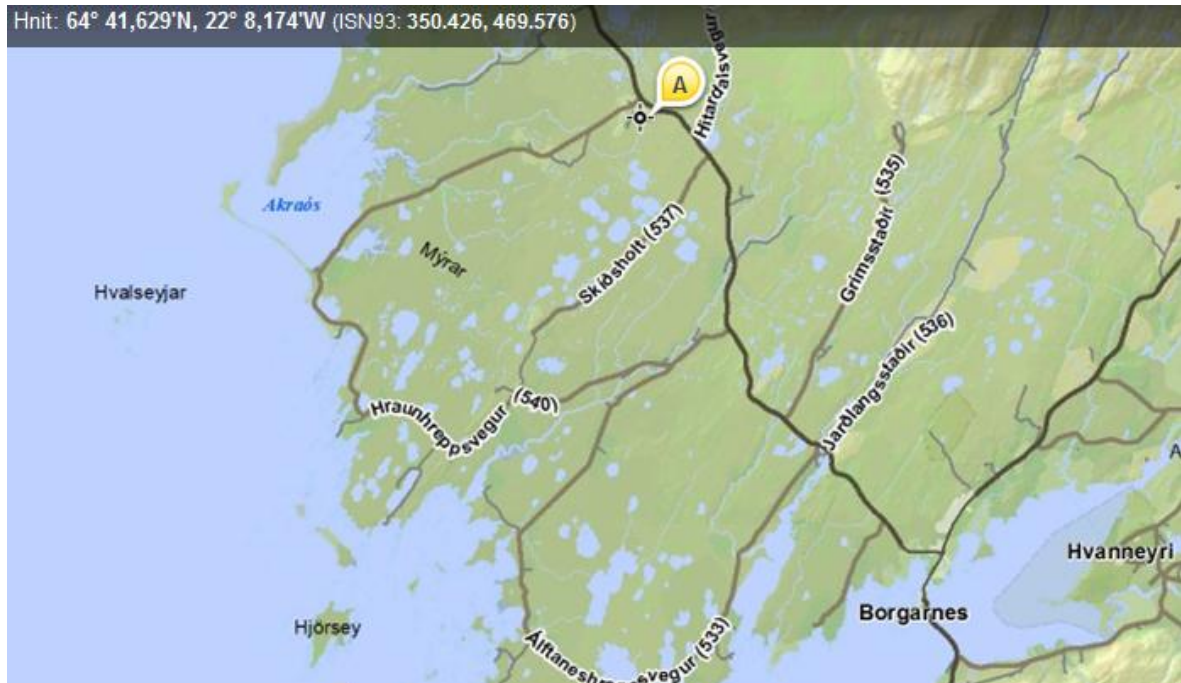 Hnit: 64° 41,629'N, 22° 8,174'W (ISN93: 350.426, 469.576)
A
Hítardalsvegur
Akraós
Grímsstaðir (535)
Skíðsholt (537)
Mýrar
Hvalseyjar
Jarðlangsstaðir (536)
Hraunhreppsvegur (540)
Hvanneyri
Borgarnes
Hjörsey
Álftaneshreppsvegur (533)